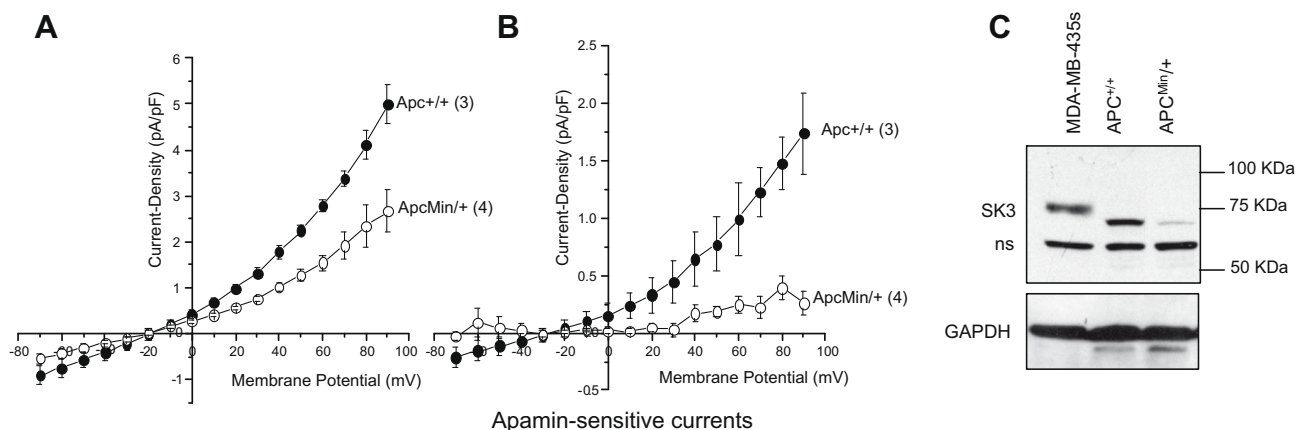 A
Current-Density (pA/pF)
6
5
4
3
2
1
0
-1
-80 -60 -40 -20 0 20 40 60 80 100
Membrane Potential (mV)
Apc+/+ (3)
ApcMin/+ (4)
B
Current-Density (pA/pF)
2.5
2.0
1.5
1.0
0.5
0.0
-0.5
-80 -60 -40 -20 0 20 40 60 80 100
Membrane Potential (mV)
Apc+/+ (3)
ApcMin/+ (4)
Apamin-sensitive currents
C
MDA-MB-435s
APC+/+
APCMin/+
SK3
ns
100 KDa
75 KDa
50 KDa
GAPDH